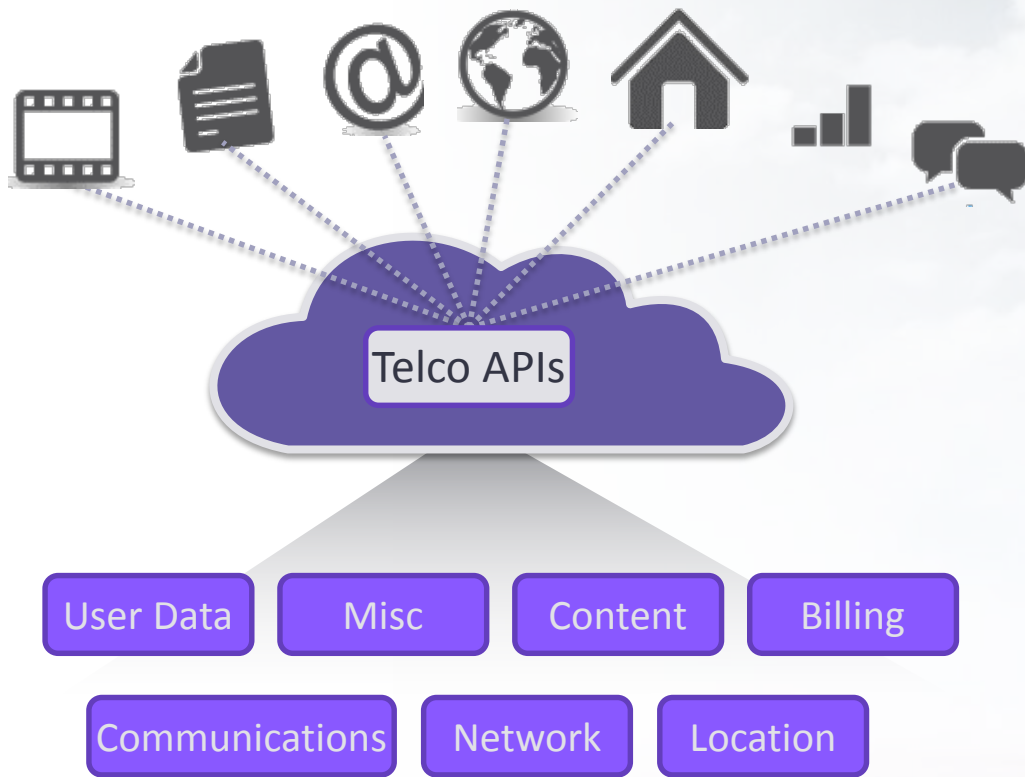 Telco APIs
User Data
Misc
Content
Billing
Communications
Network
Location